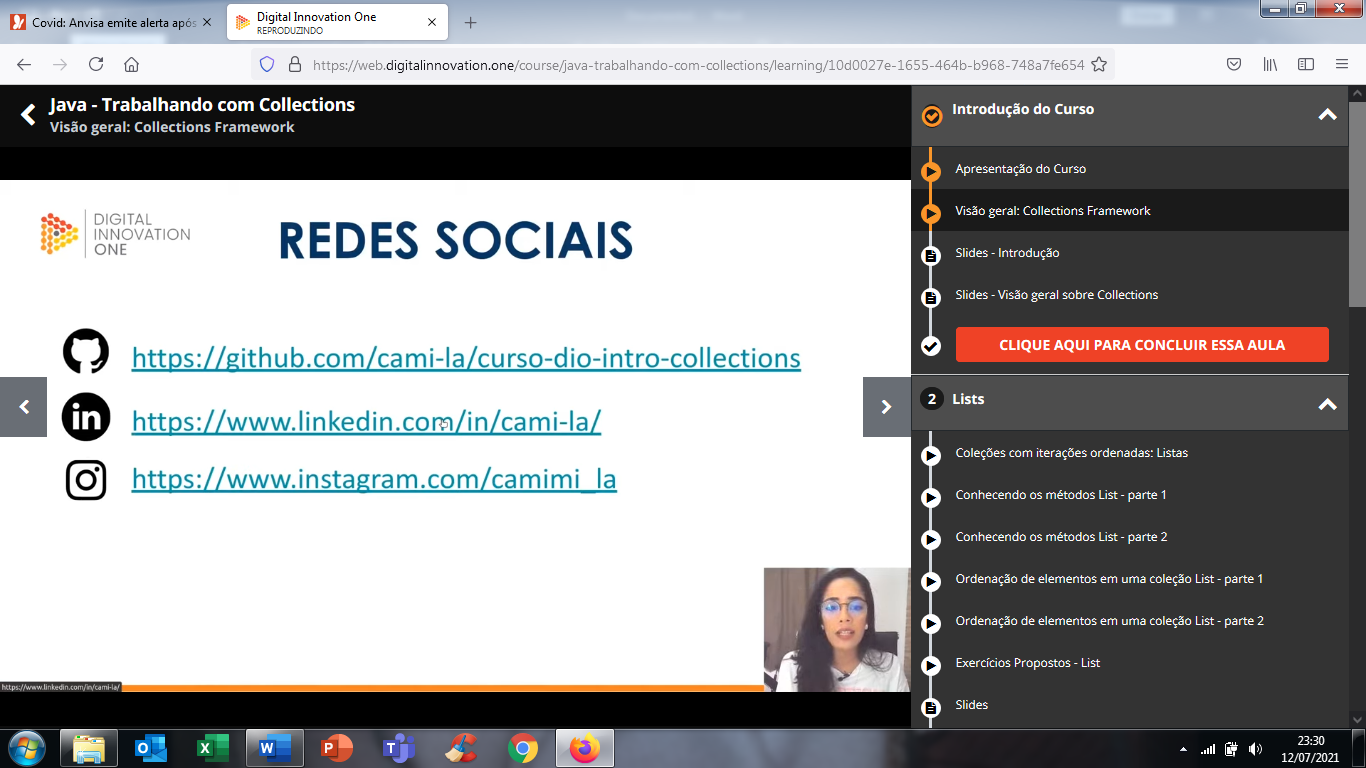 Covid: Anvisa emite alerta após
Digital Innovation One
REPRODUZINDO
https://web.digitalinnovation.one/course/java-trabalhando-com-collections/learning/10d0027e-1655-464b-b968-748a7fe654
Java - Trabalhando com Collections
Visão geral: Collections Framework
DIGITAL
INNOVATION
ONE
REDES SOCIAIS
https://github.com/cami-la/curso-dio-intro-collections
in
https://www.linkedin.com/in/cami-la/
https://www.instagram.com/camimi_la
https://www.linkedin.com/in/cami-la/
Introdução do Curso
Apresentação do Curso
Visão geral: Collections Framework
Slides - Introdução
Slides - Visão geral sobre Collections
CLIQUE AQUI PARA CONCLUIR ESSA AULA
2 Lists
Coleções com iterações ordenadas: Listas
Conhecendo os métodos List - parte 1
Conhecendo os métodos List - parte 2
Ordenação de elementos em uma coleção List - parte 1
Ordenação de elementos em uma coleção List - parte 2
Exercícios Propostos - List
Slides
23:30
12/07/2021